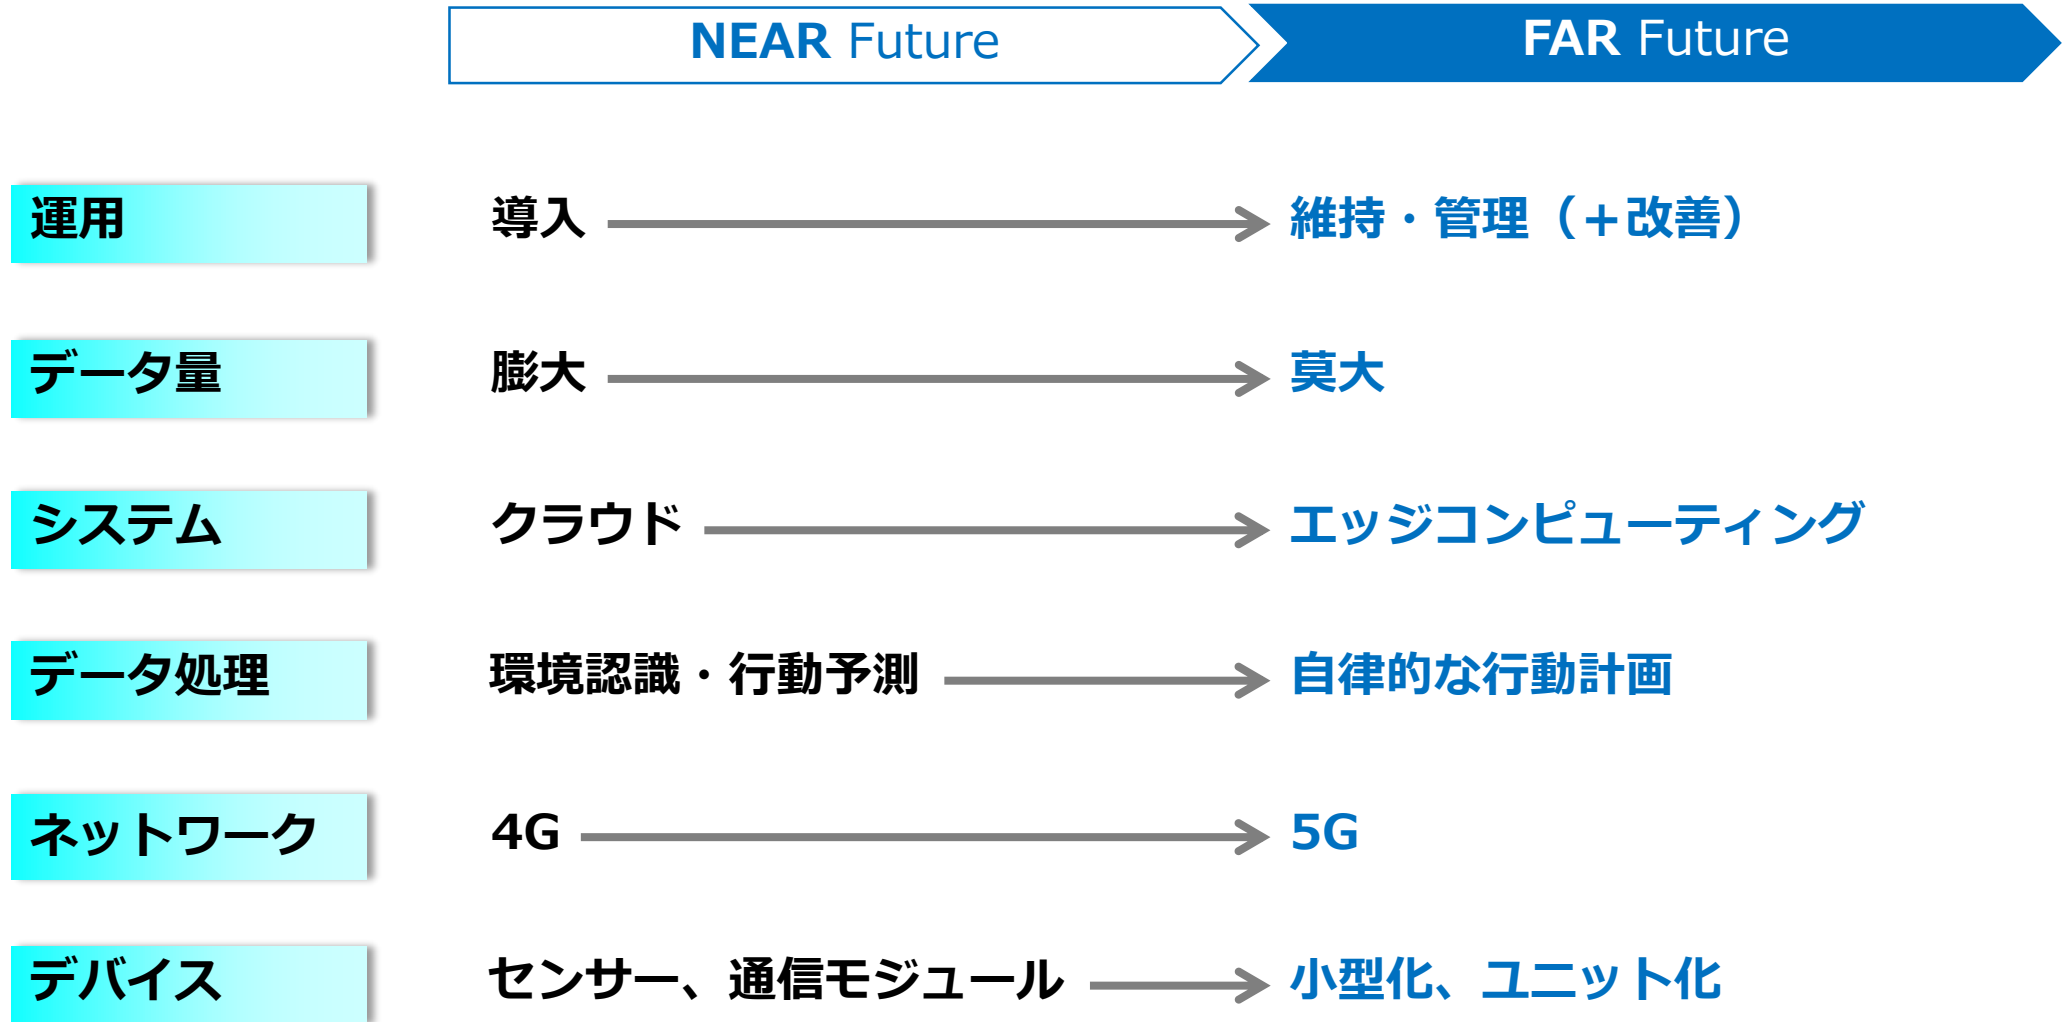 NEAR Future FAR Future
運用 導入 維持・管理（＋改善）
データ量 膨大 莫大
システム クラウド エッジコンピューティング
データ処理 環境認識・行動予測 自律的な行動計画
ネットワーク 4G 5G
デバイス センサー、通信モジュール 小型化、ユニット化